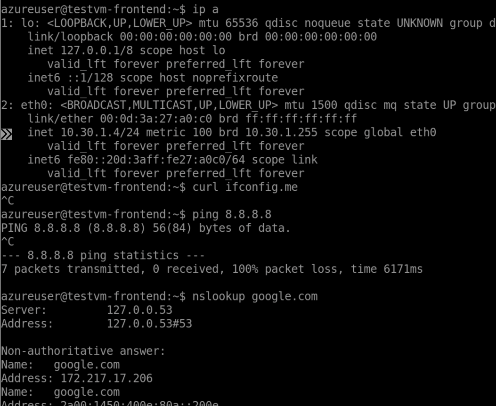 azureuser@testvm-frontend:~$ ip a
1: lo: <LOOPBACK,UP,LOWER_UP> mtu 65536 qdisc noqueue state UNKNOWN group d
    link/loopback 00:00:00:00:00:00 brd 00:00:00:00:00:00
    inet 127.0.0.1/8 scope host lo
       valid_lft forever preferred_lft forever
    inet6 ::1/128 scope host noprefixroute
       valid_lft forever preferred_lft forever
2: eth0: <BROADCAST,MULTICAST,UP,LOWER_UP> mtu 1500 qdisc mq state UP group
    link/ether 00:0d:3a:27:a0:c0 brd ff:ff:ff:ff:ff:ff
    inet 10.30.1.4/24 metric 100 brd 10.30.1.255 scope global eth0
       valid_lft forever preferred_lft forever
    inet6 fe80::20d:3aff:fe27:a0c0/64 scope link
       valid_lft forever preferred_lft forever
azureuser@testvm-frontend:~$ curl ifconfig.me
^C
azureuser@testvm-frontend:~$ ping 8.8.8.8
PING 8.8.8.8 (8.8.8.8) 56(84) bytes of data.
^C
--- 8.8.8.8 ping statistics ---
7 packets transmitted, 0 received, 100% packet loss, time 6171ms

azureuser@testvm-frontend:~$ nslookup google.com
Server:         127.0.0.53
Address:        127.0.0.53#53

Non-authoritative answer:
Name:   google.com
Address: 172.217.17.206
Name:   google.com
Address: 2a00:1450:400e:80a::200e